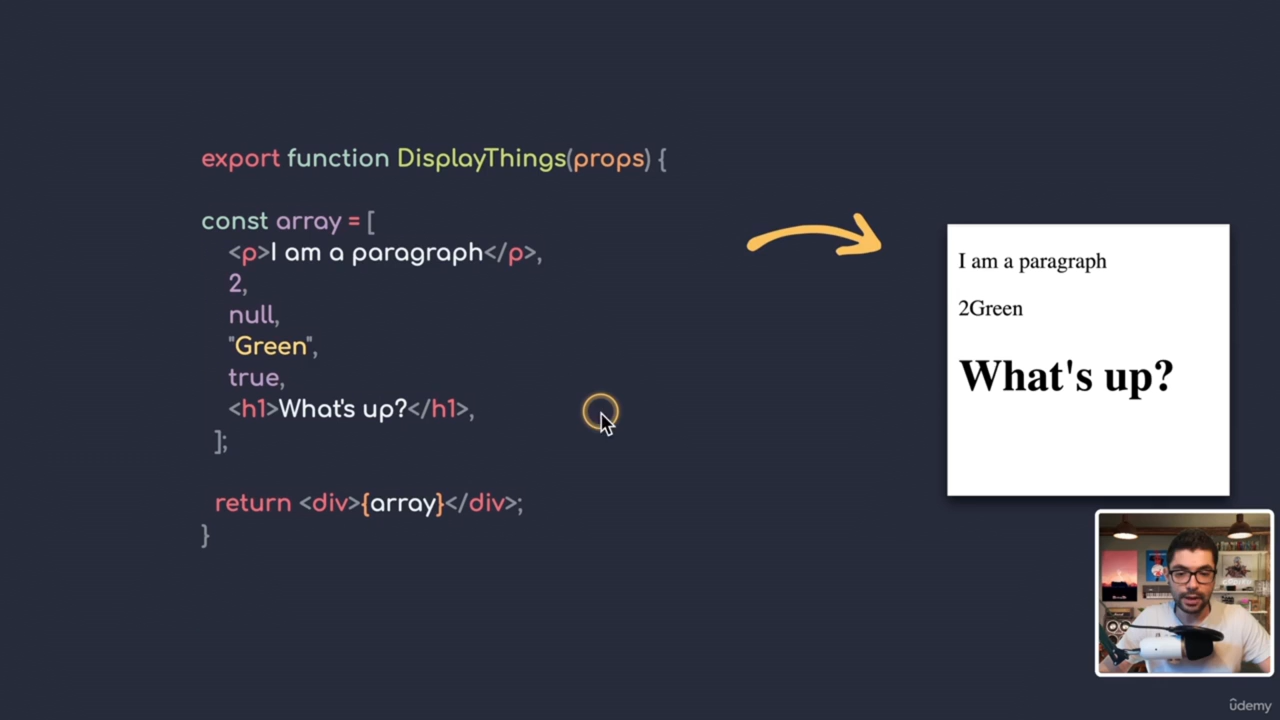 export function DisplayThings(props) {
const array = [
<p>I am a paragraph</p>,
2,
null,
"Green",
true,
<h1>What's up?</h1>,
];
return <div>{array}</div>;
}
I am a paragraph
2Green
What's up?
ûdemy